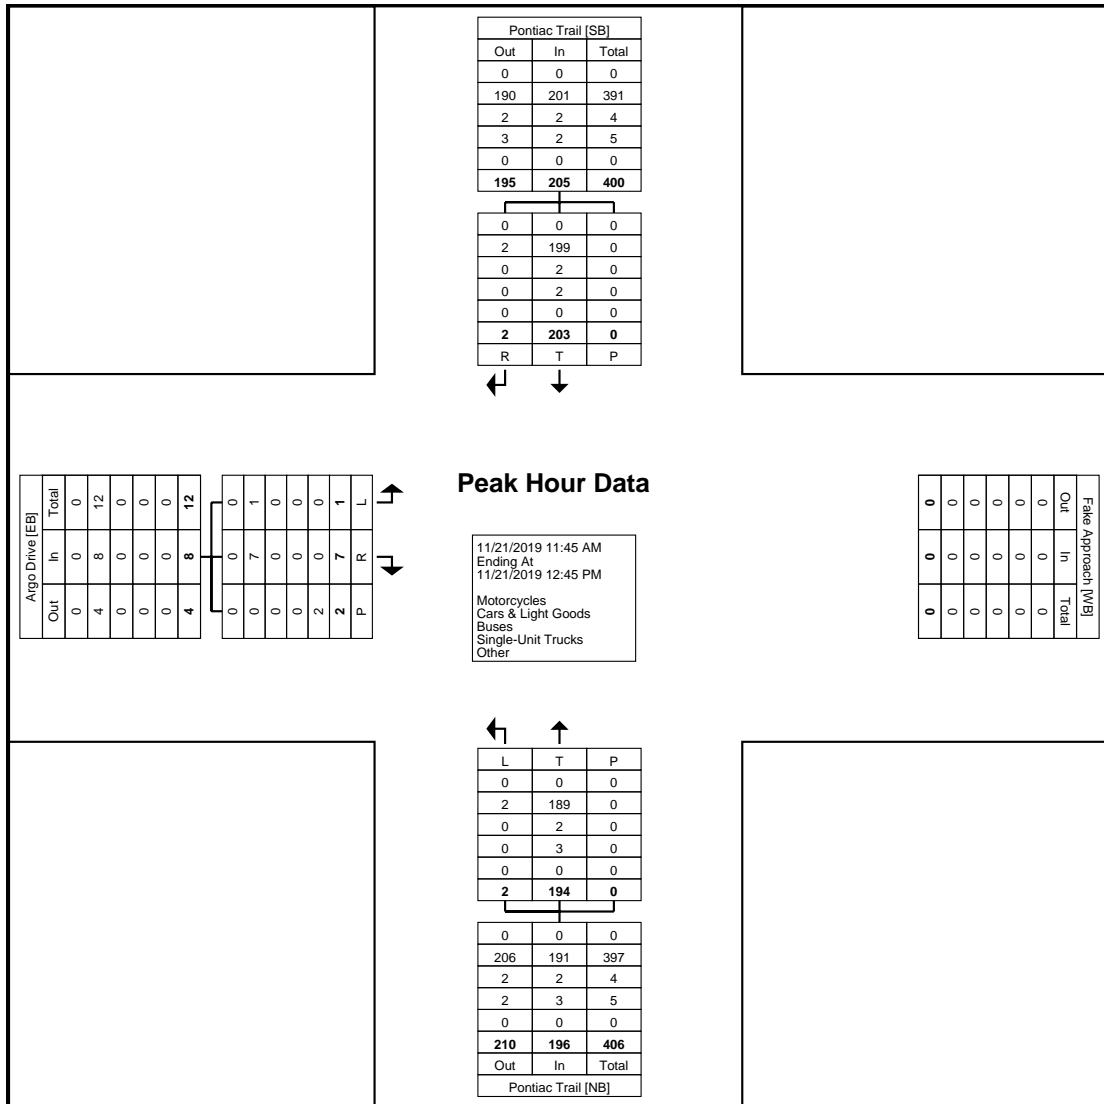 Pontiac Trail [SB]
Out In Total
0 0 0
190 201 391
2 2 4
3 2 5
0 0 0
195 205 400
0 0 0
2 199 0
0 2 0
0 2 0
0 0 0
2 203 0
R T P
Argo Drive [EB]
Total 0 12 0 0 0 12
In 0 8 0 0 0 8
Out 0 4 0 0 0 4
0 1 0 0 0 1 L
0 7 0 0 0 7 R
0 0 0 0 2 2 P
Peak Hour Data
11/21/2019 11:45 AM
Ending At
11/21/2019 12:45 PM
Motorcycles
Cars & Light Goods
Buses
Single-Unit Trucks
Other
Fake Approach [WB]
Out In Total
0 0 0
0 0 0
0 0 0
0 0 0
0 0 0
0 0 0
L T P
0 0 0
2 189 0
0 2 0
0 3 0
0 0 0
2 194 0
0 0 0
206 191 397
2 2 4
2 3 5
0 0 0
210 196 406
Out In Total
Pontiac Trail [NB]